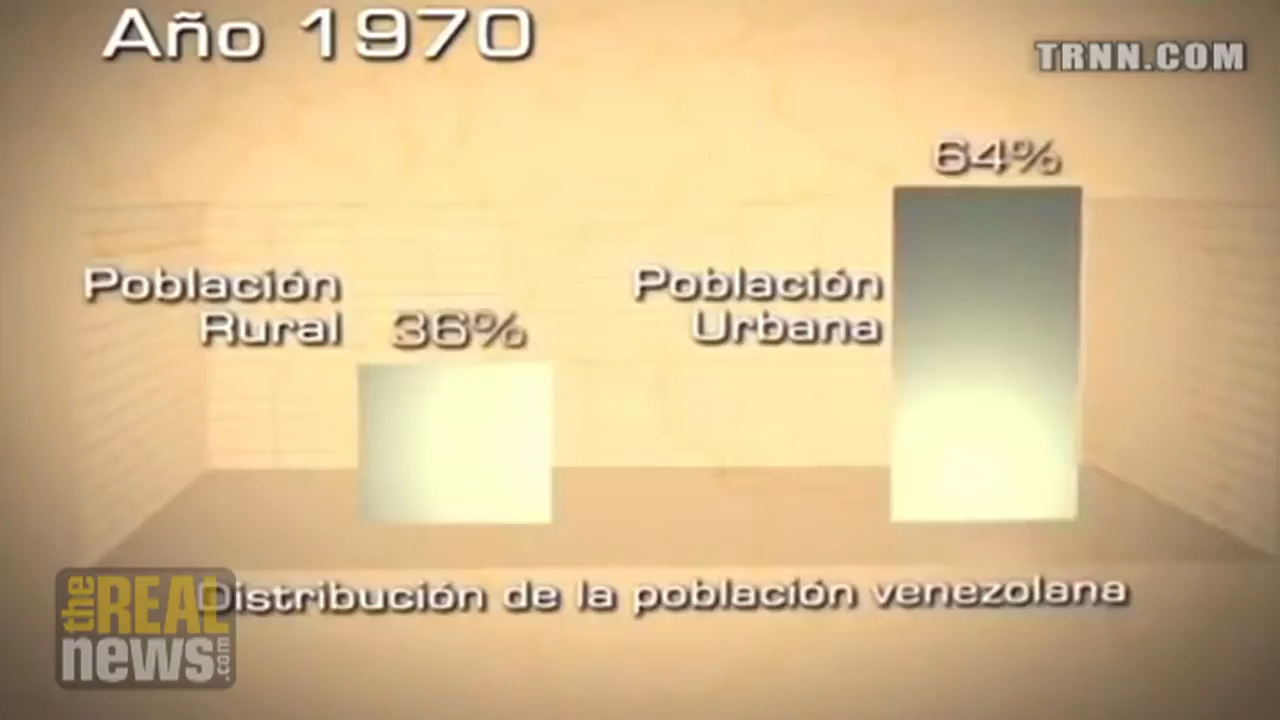 Año 1970
TRNN.COM
64%
Población
Rural
36%
Población
Urbana
Distribución de la población venezolana
the
REAL
news
.com